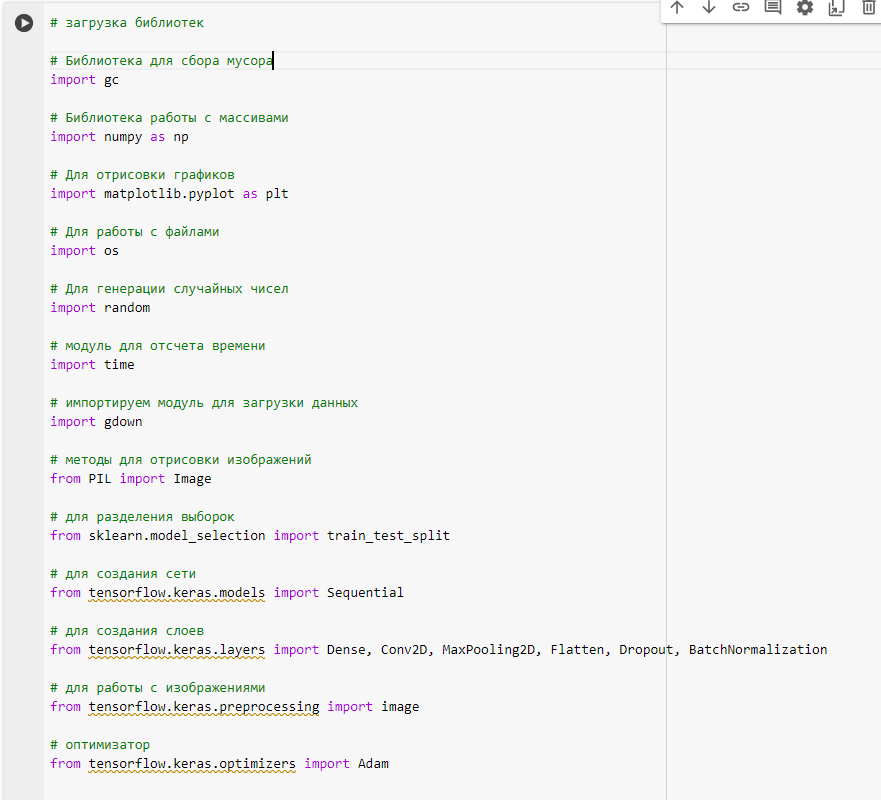 # загрузка библиотек
# Библиотека для сбора мусора
import gc
# Библиотека работы с массивами
import numpy as np
# Для отрисовки графиков
import matplotlib.pyplot as plt
# Для работы с файлами
import os
# Для генерации случайных чисел
import random
# модуль для отсчета времени
import time
# импортируем модуль для загрузки данных
import gdown
# методы для отрисовки изображений
from PIL import Image
# для разделения выборок
from sklearn.model_selection import train_test_split
# для создания сети
from tensorflow.keras.models import Sequential
# для создания слоев
from tensorflow.keras.layers import Dense, Conv2D, MaxPooling2D, Flatten, Dropout, BatchNormalization
# для работы с изображениями
from tensorflow.keras.preprocessing import image
# оптимизатор
from tensorflow.keras.optimizers import Adam